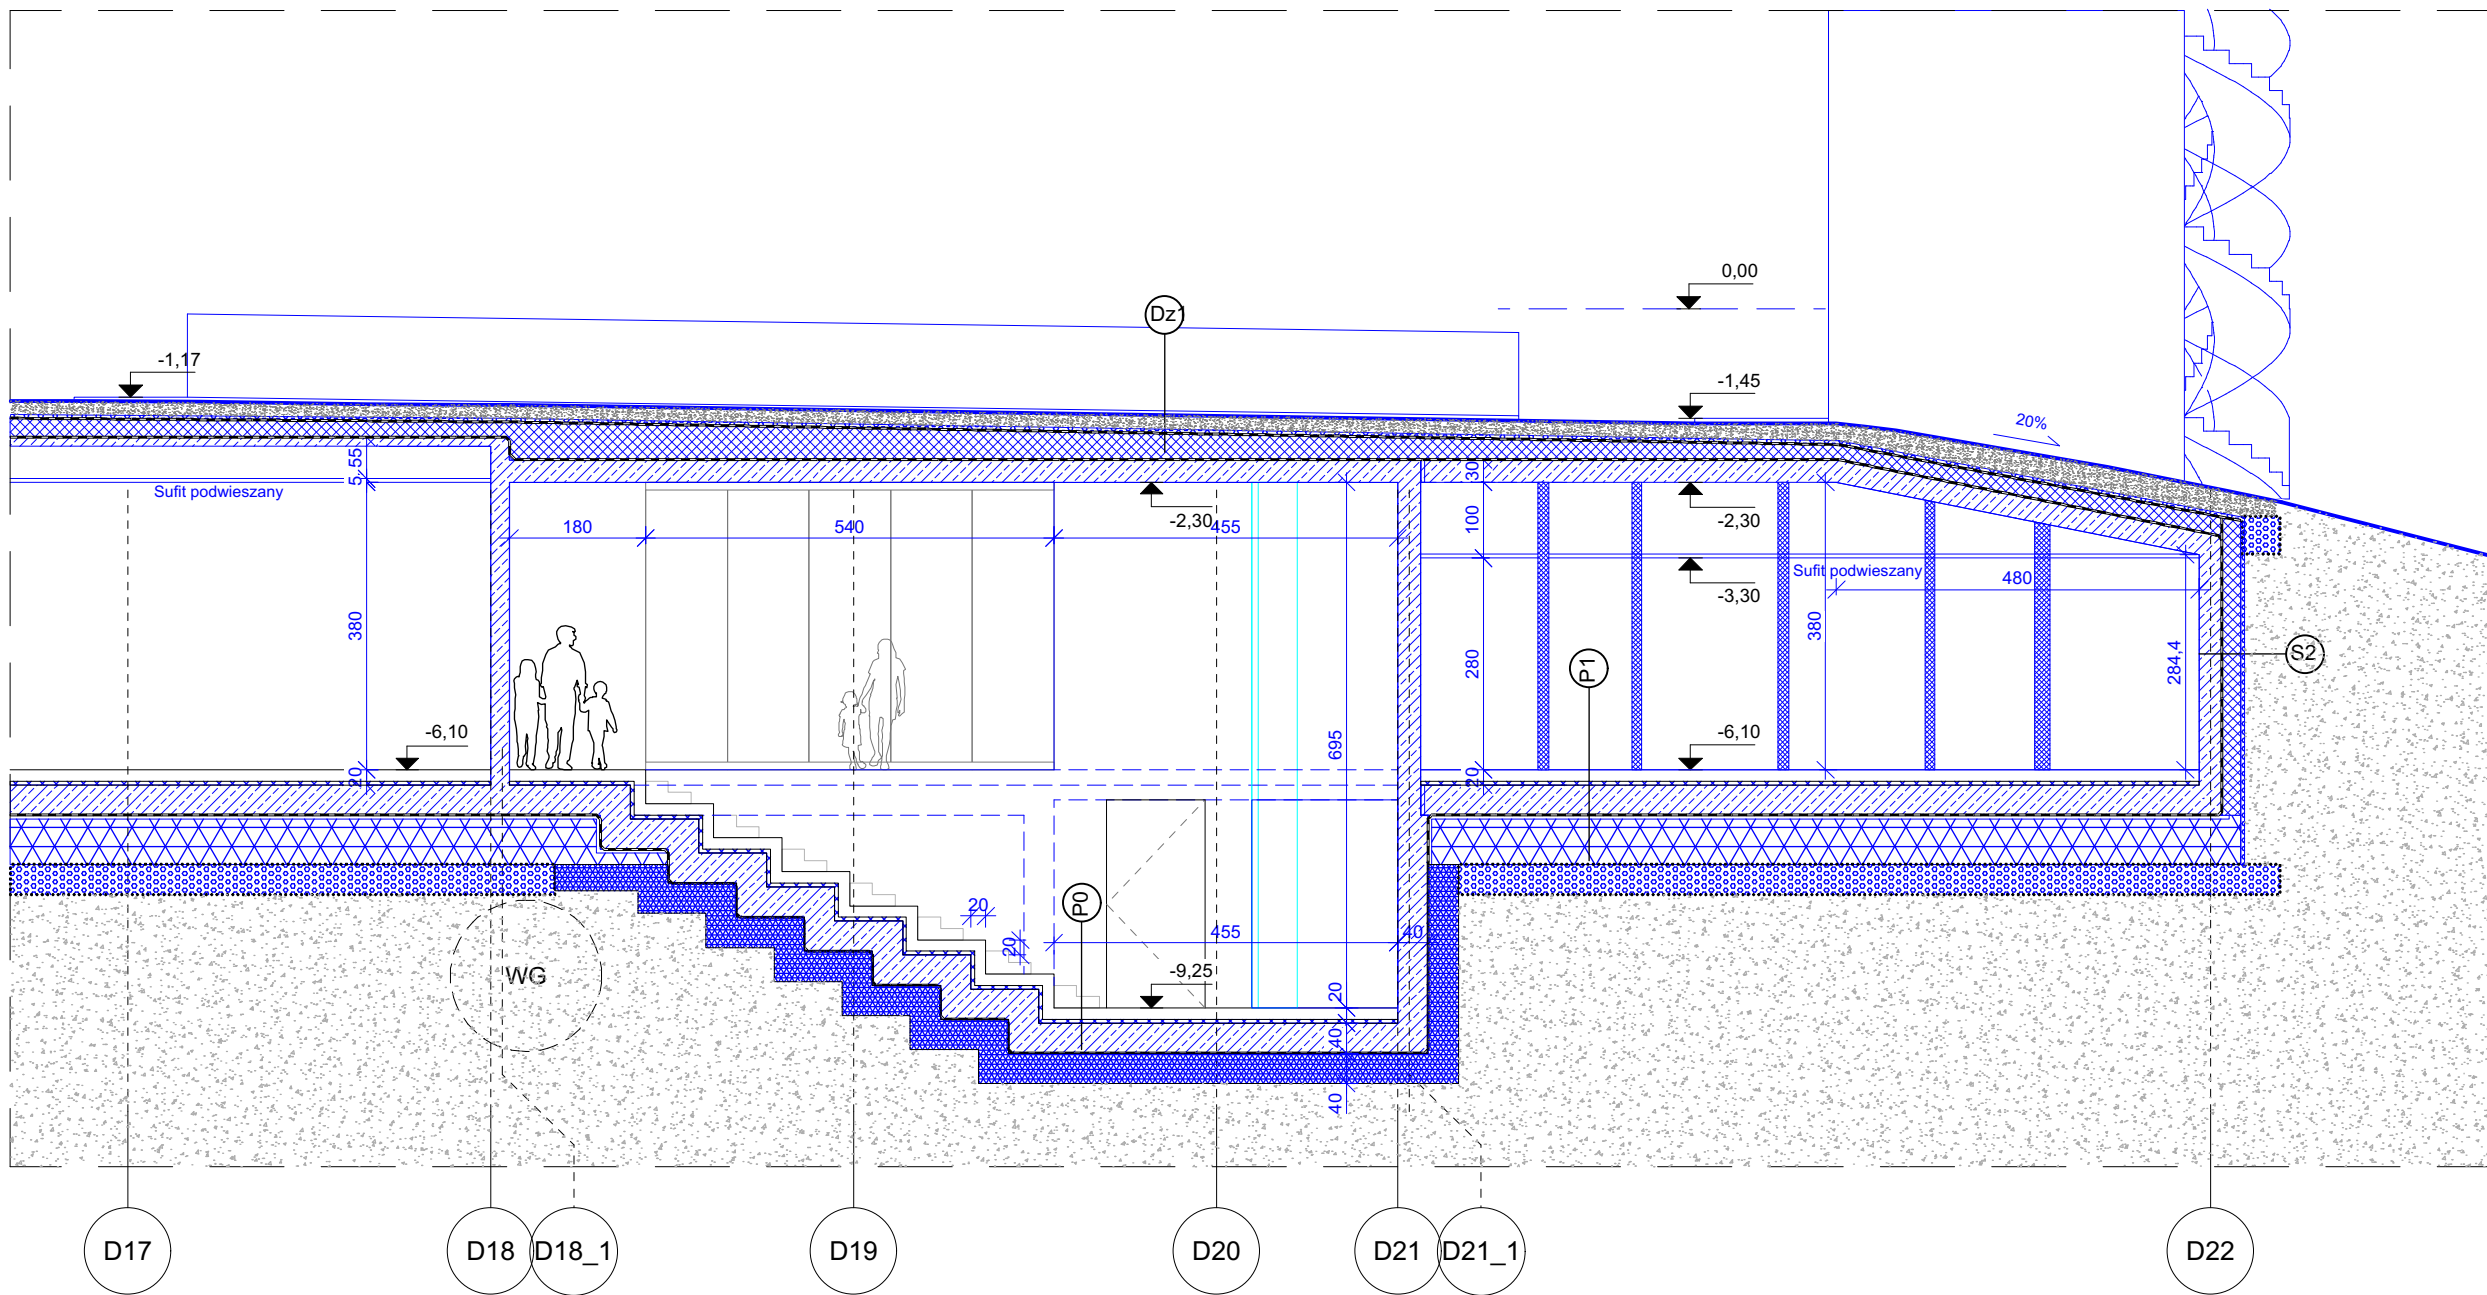 0,00
Dz1
-1,17
-1,45
20%
55
5
30
Sufit podwieszany
-2,30
-2,30
180
540
455
100
Sufit podwieszany
480
-3,30
380
380
280
P1
284,4
S2
-6,10
695
-6,10
20
20
20
P0
20
455
40
WG
-9,25
20
40
40
D17
D18
D18_1
D19
D20
D21
D21_1
D22